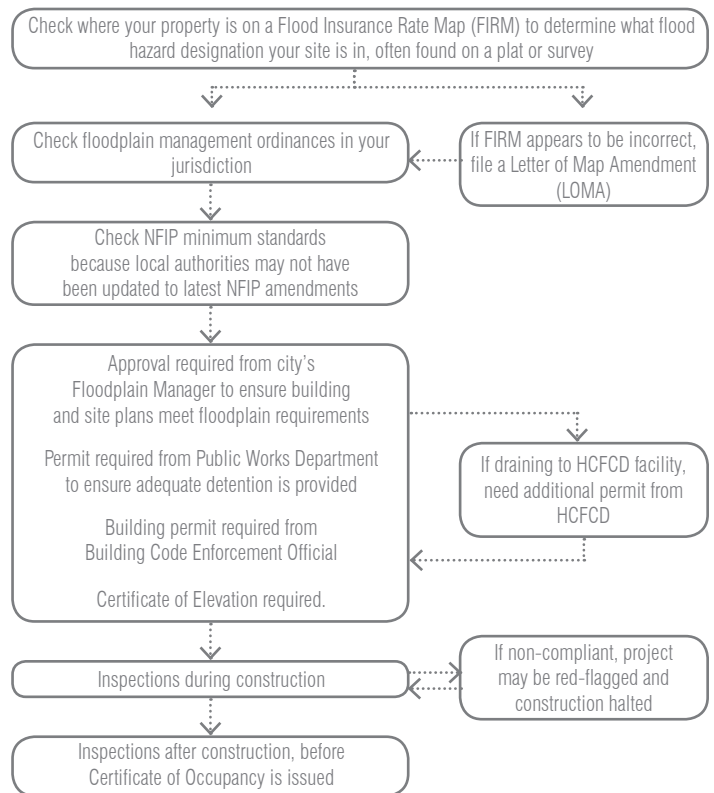 Check where your property is on a Flood Insurance Rate Map (FIRM) to determine what flood
hazard designation your site is in, often found on a plat or survey
Check floodplain management ordinances in your
jurisdiction
If FIRM appears to be incorrect,
file a Letter of Map Amendment
(LOMA)
Check NFIP minimum standards
because local authorities may not have
been updated to latest NFIP amendments
Approval required from city’s
Floodplain Manager to ensure building
and site plans meet floodplain requirements
Permit required from Public Works Department
to ensure adequate detention is provided
Building permit required from
Building Code Enforcement Official
Certificate of Elevation required.
If draining to HCFCD facility,
need additional permit from
HCFCD
Inspections during construction
If non-compliant, project
may be red-flagged and
construction halted
Inspections after construction, before
Certificate of Occupancy is issued